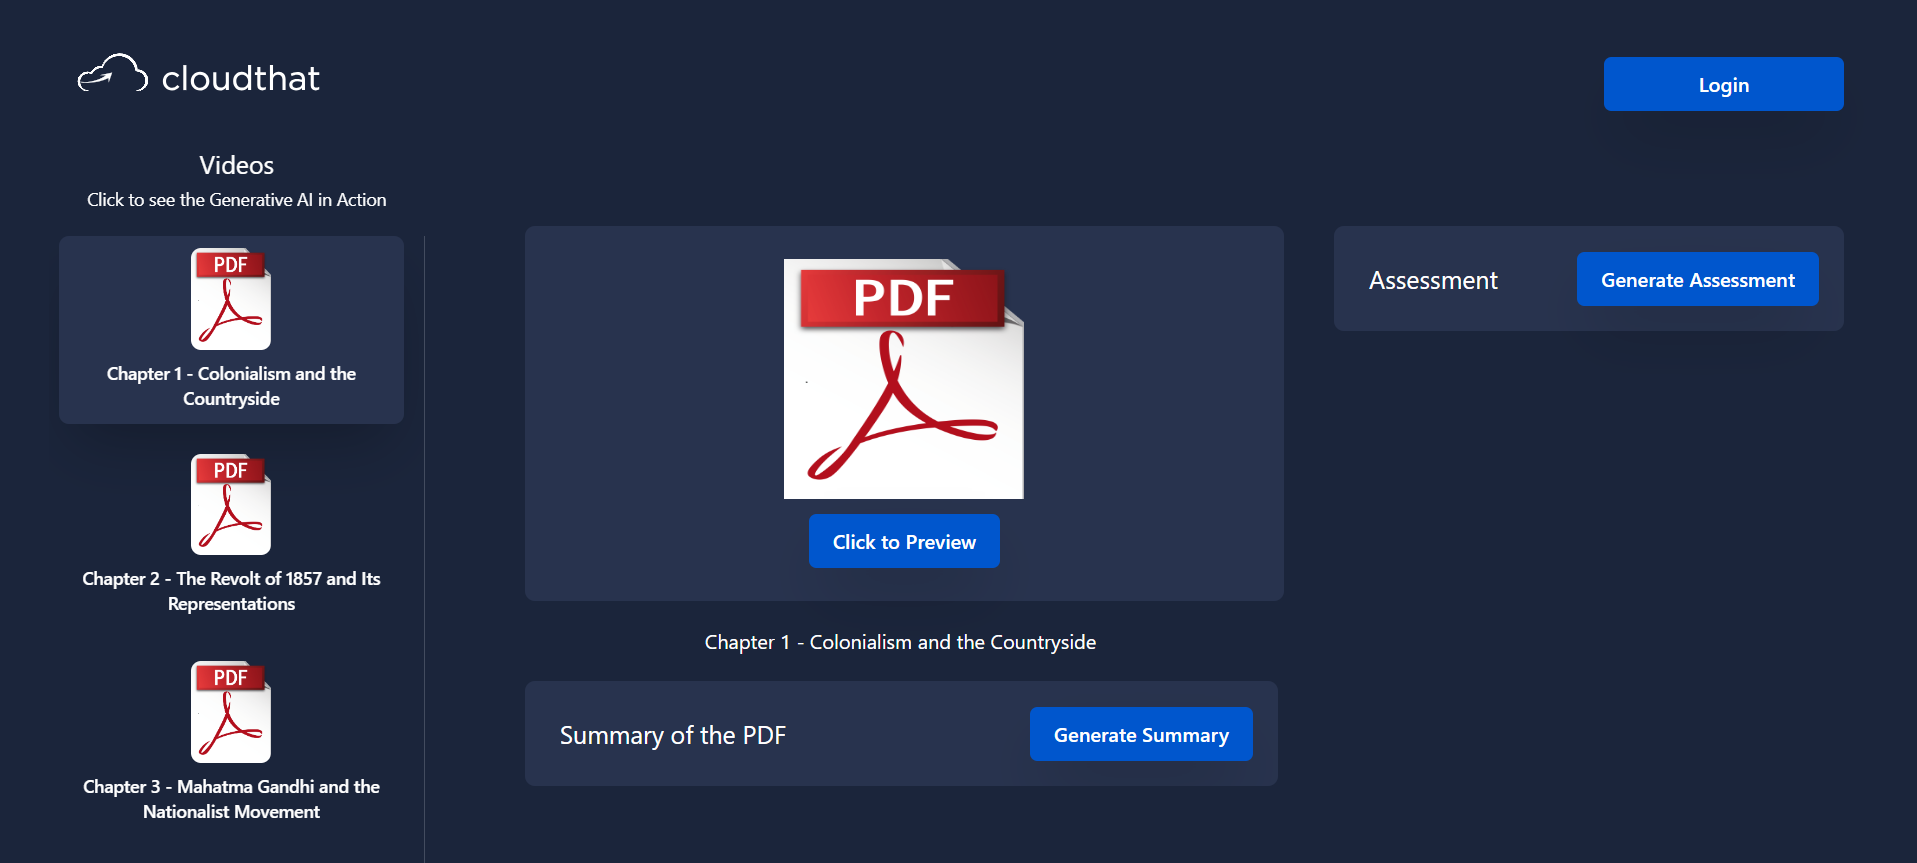 cloudthat
Login
Videos
Click to see the Generative AI in Action
PDF
Chapter 1 - Colonialism and the
Countryside
PDF
Chapter 2 - The Revolt of 1857 and Its
Representations
PDF
Chapter 3 - Mahatma Gandhi and the
Nationalist Movement
PDF
Click to Preview
Chapter 1 - Colonialism and the Countryside
Summary of the PDF
Generate Summary
Assessment
Generate Assessment